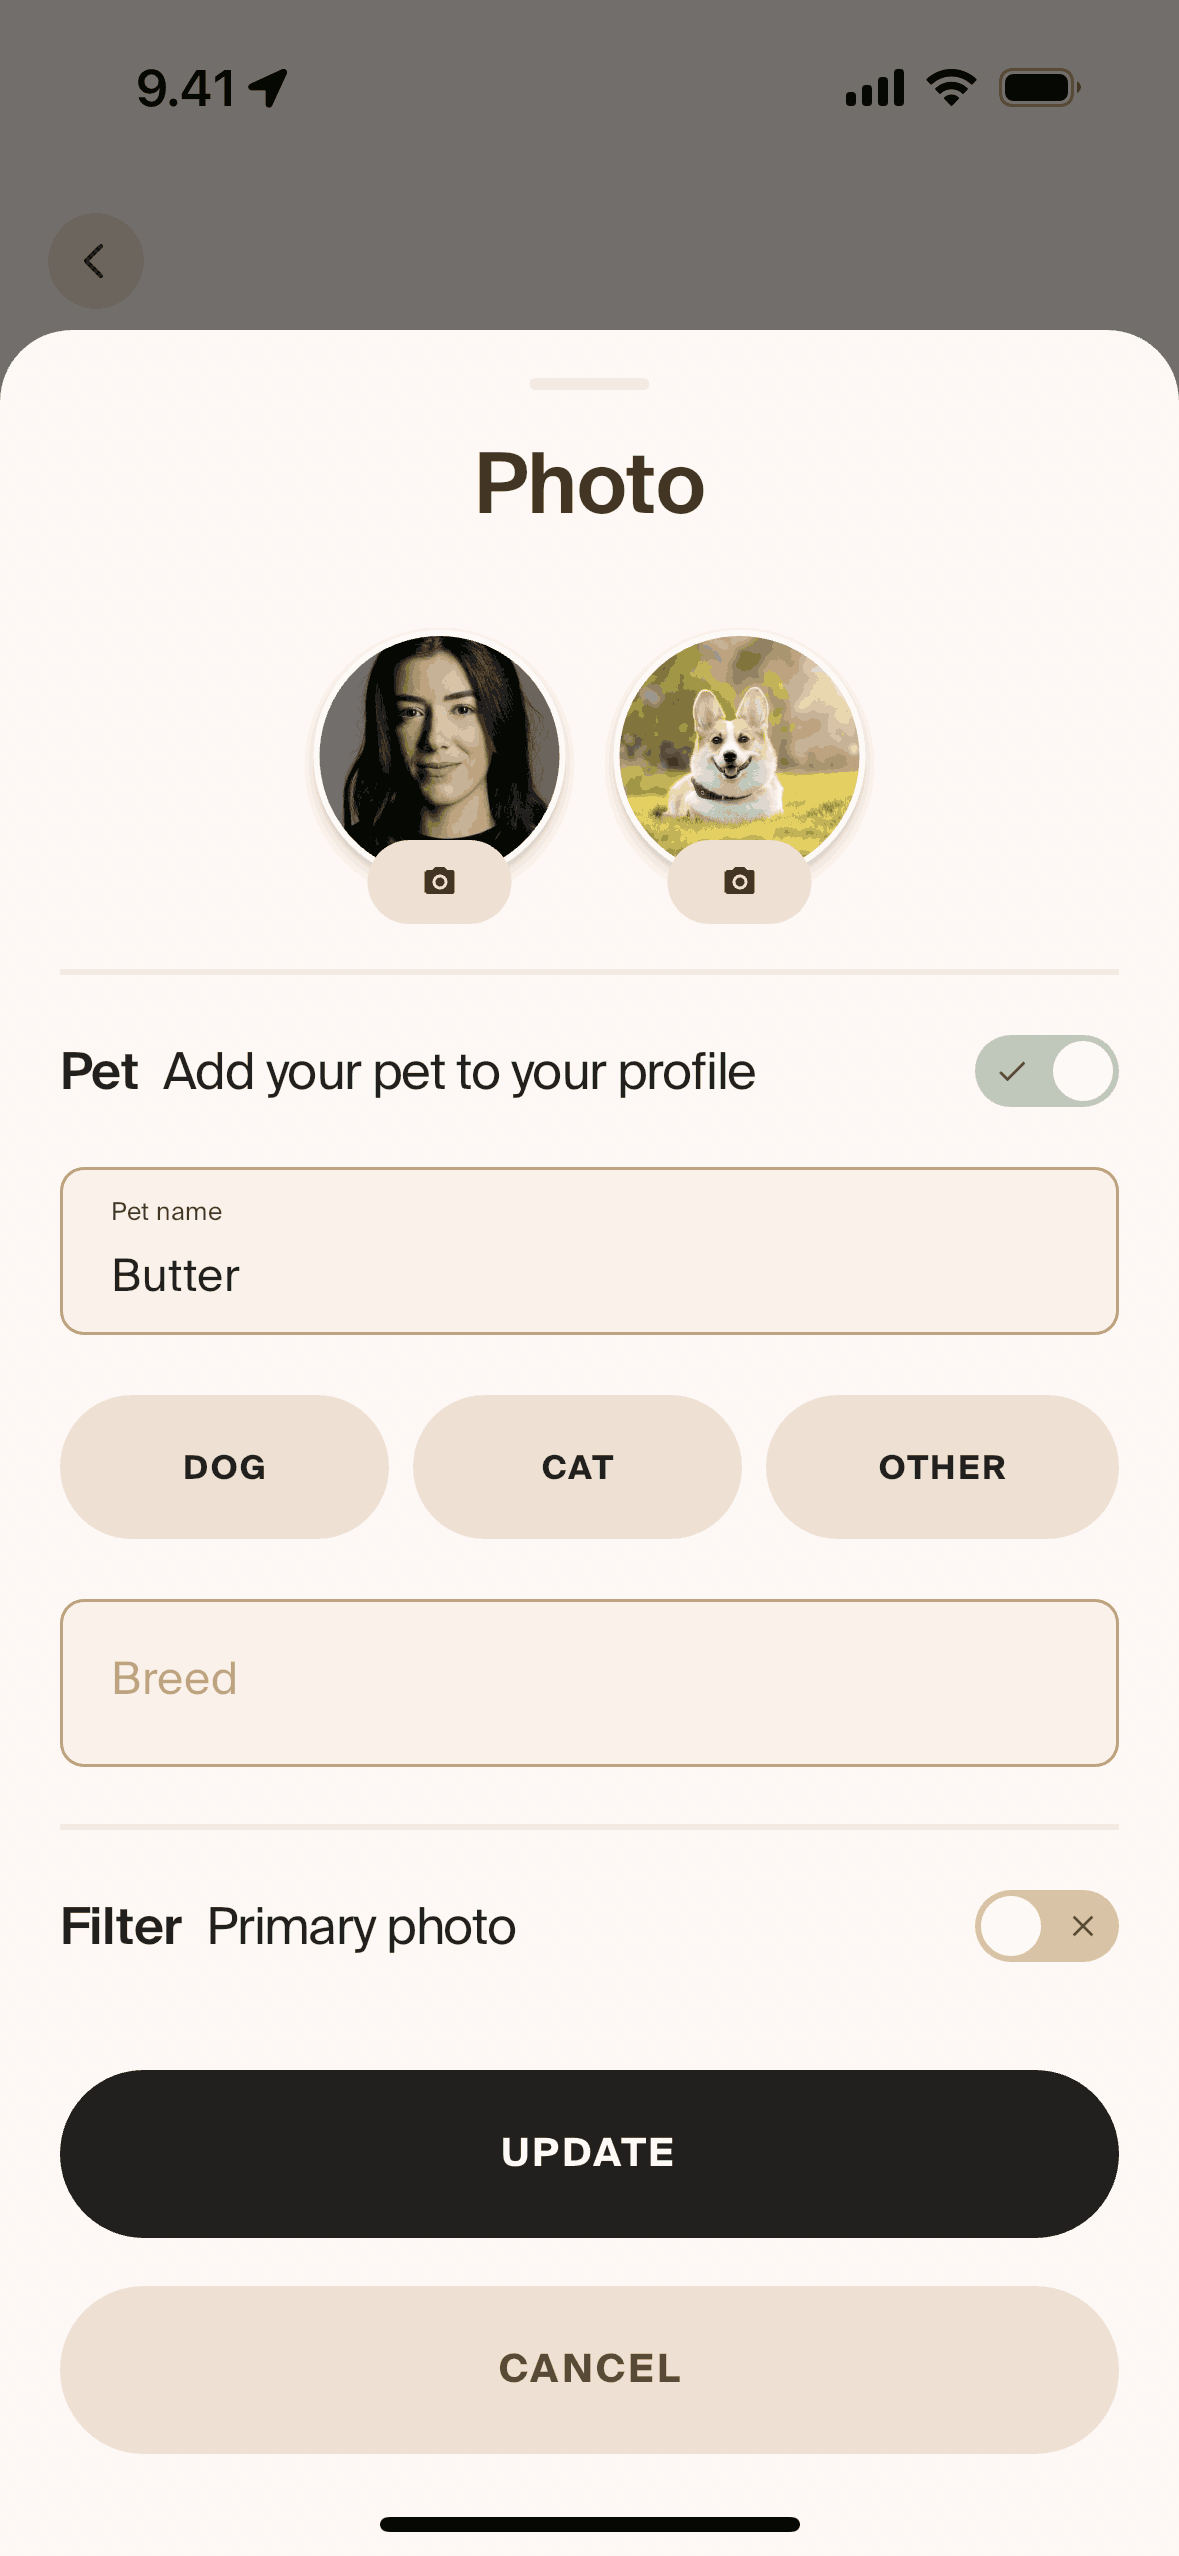 9.41
Photo
Pet Add your pet to your profile
Pet name
Butter
DOG CAT OTHER
Breed
Filter Primary photo
UPDATE
CANCEL